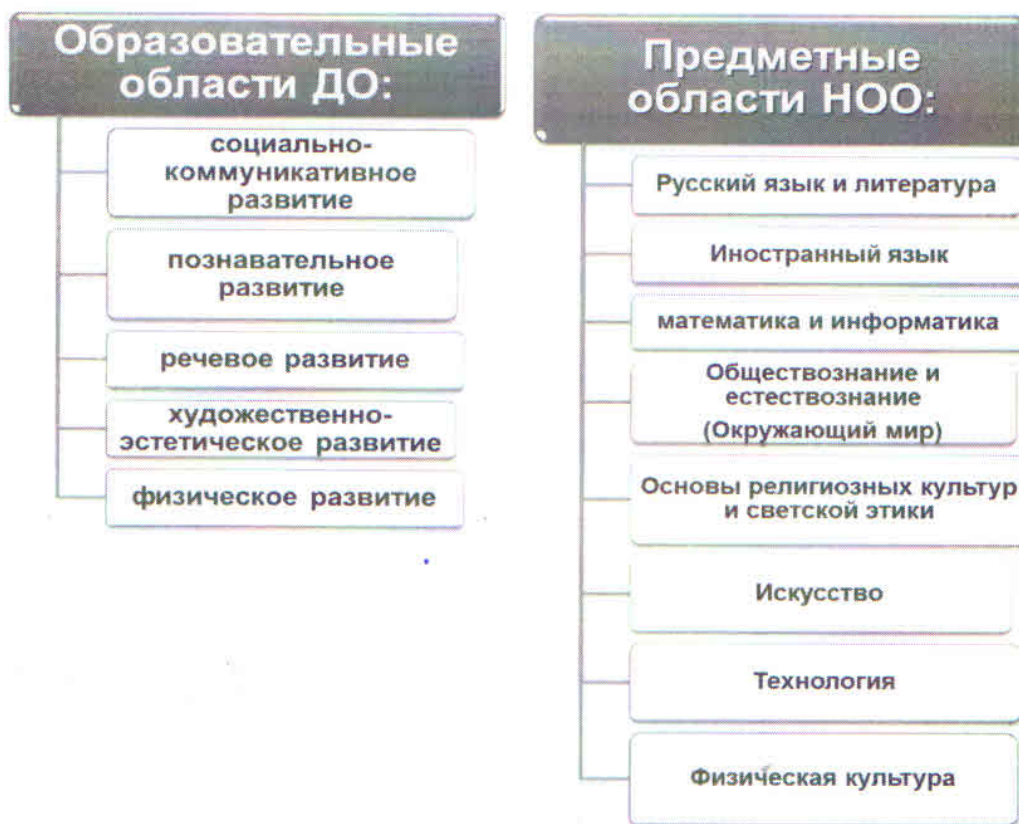 Образовательные
области ДО:
социально-
коммуникативное
развитие
познавательное
развитие
речевое развитие
художественно-
эстетическое развитие
физическое развитие
Предметные
области НОО:
Русский язык и литература
Иностранный язык
математика и информатика
Обществознание и
естествознание
(Окружающий мир)
Основы религиозных культур
и светской этики
Искусство
Технология
Физическая культура